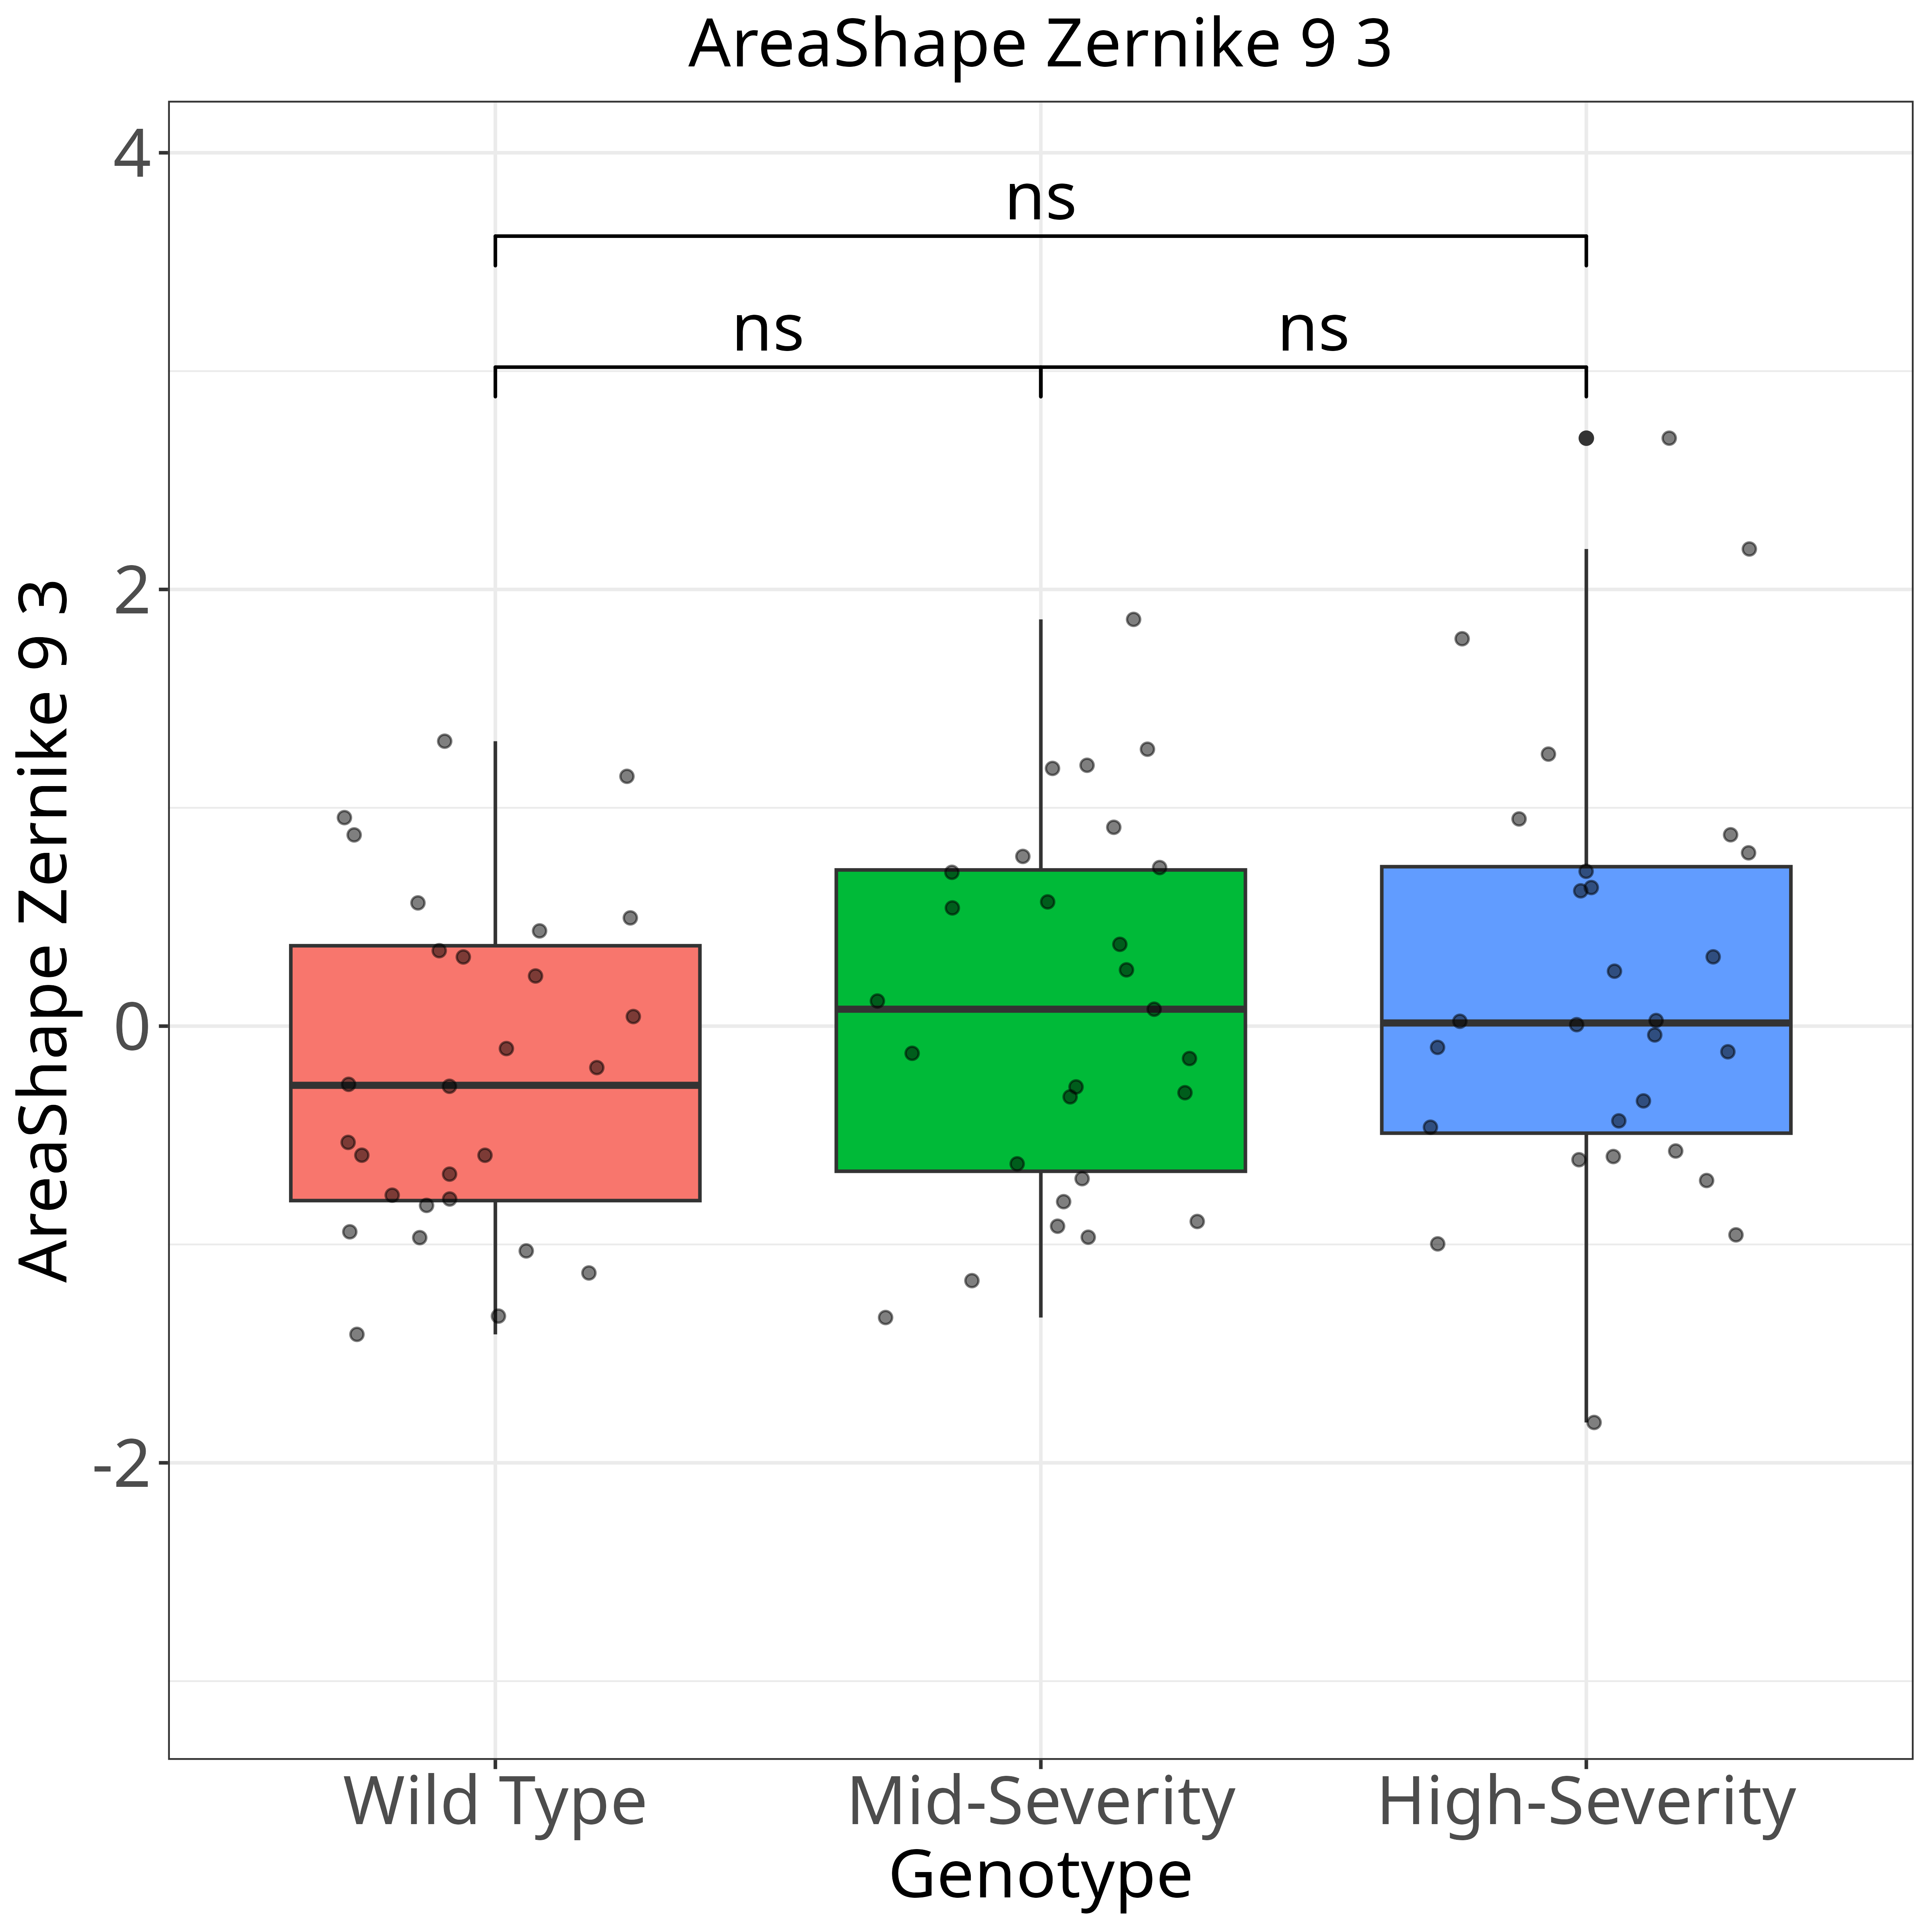 AreaShape Zernike 9 3
AreaShape Zernike 9 3
4
2
0
-2
ns
ns
ns
Wild Type
Mid-Severity
High-Severity
Genotype